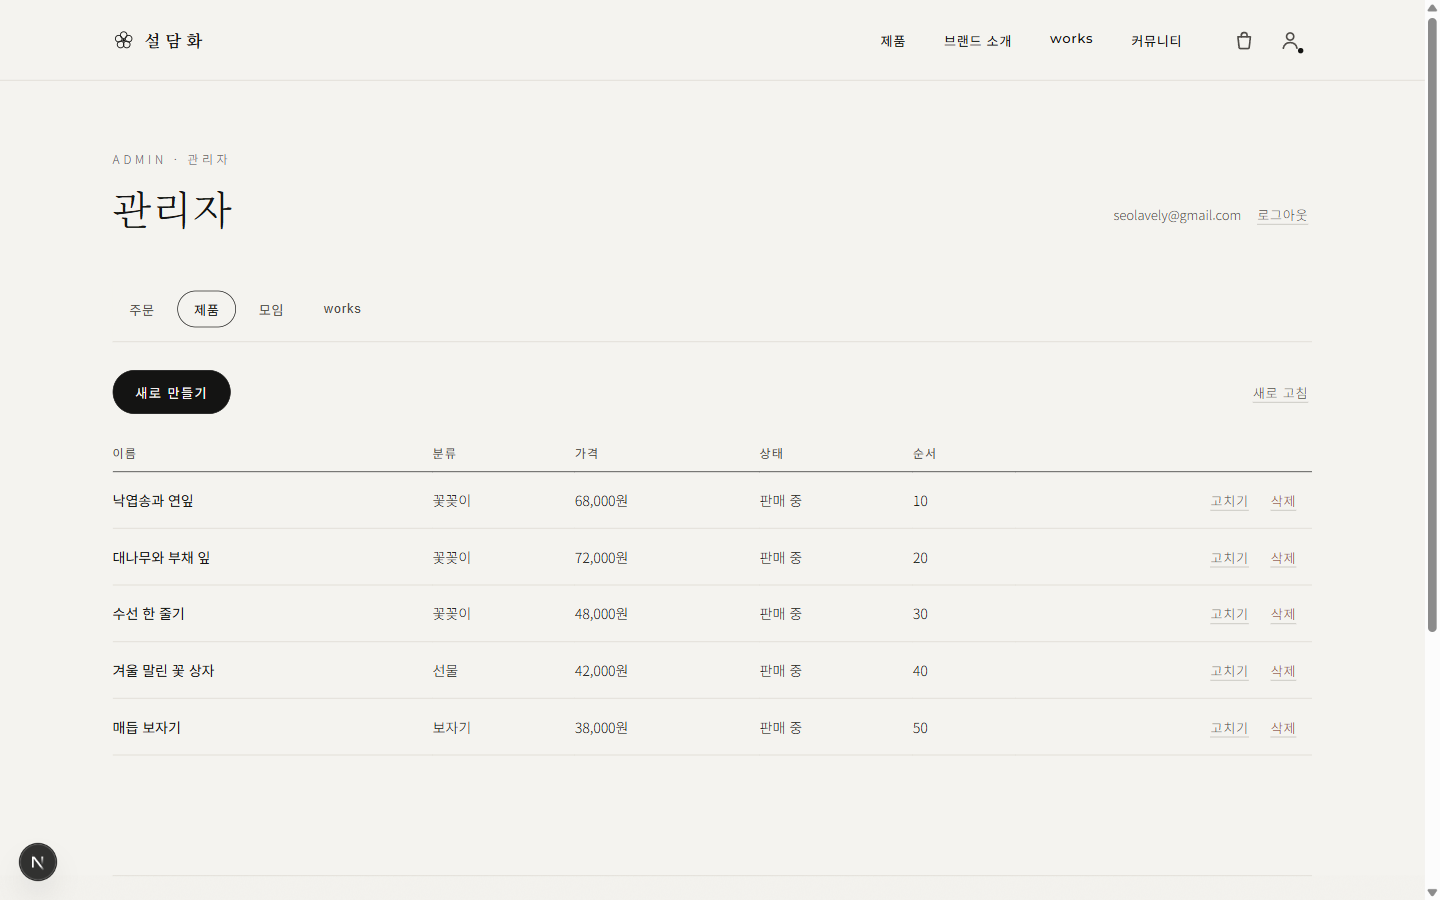 설담화
제품 브랜드 소개 works 커뮤니티
ADMIN · 관리자
관리자
seolavely@gmail.com 로그아웃
주문 제품 모임 works
새로 만들기 새로 고침
이름 분류 가격 상태 순서
낙엽송과 연잎 꽃꽂이 68,000원 판매 중 10 고치기 삭제
대나무와 부채 잎 꽃꽂이 72,000원 판매 중 20 고치기 삭제
수선 한 줄기 꽃꽂이 48,000원 판매 중 30 고치기 삭제
겨울 말린 꽃 상자 선물 42,000원 판매 중 40 고치기 삭제
매듭 보자기 보자기 38,000원 판매 중 50 고치기 삭제
N